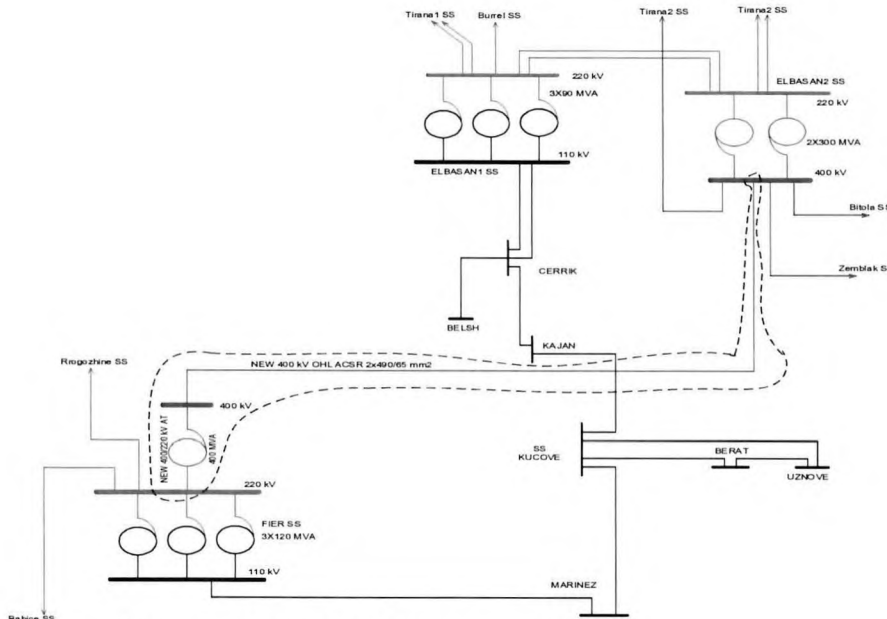 Tirana1 SS
Burrel SS
Tirana2 SS
Tirana2 SS
220 kV
3X90 MVA
110 kV
ELBASAN1 SS
ELBASAN2 SS
220 kV
2X300 MVA
400 kV
Bitola SS
Zemblak S
CERRIK
BELSH
KAJAN
Rrogozhine SS
NEW 400 kV OHL ACSR 2x490/65 mm2
400 kV
NEW 400/220 kV AT
400 MVA
220 kV
SS
KUCOVE
BERAT
UZNOVE
FIER SS
3X120 MVA
110 kV
MARINEZ